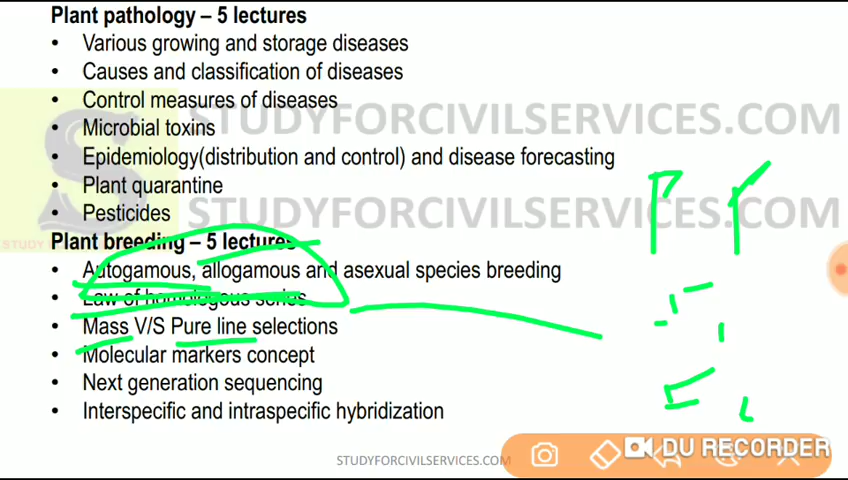 Plant pathology – 5 lectures
• Various growing and storage diseases
• Causes and classification of diseases
STUDYFORCIVILSERVICES.COM
• Control measures of diseases
• Microbial toxins
• Epidemiology(distribution and control) and disease forecasting
• Plant quarantine
STUDYFORCIVILSERVICES.COM
• Pesticides
Plant breeding – 5 lectures
• Autogamous, allogamous and asexual species breeding
• Law of homologous series
• Mass V/S Pure line selections
• Molecular markers concept
• Next generation sequencing
• Interspecific and intraspecific hybridization
DU RECORDER
STUDYFORCIVILSERVICES.COM